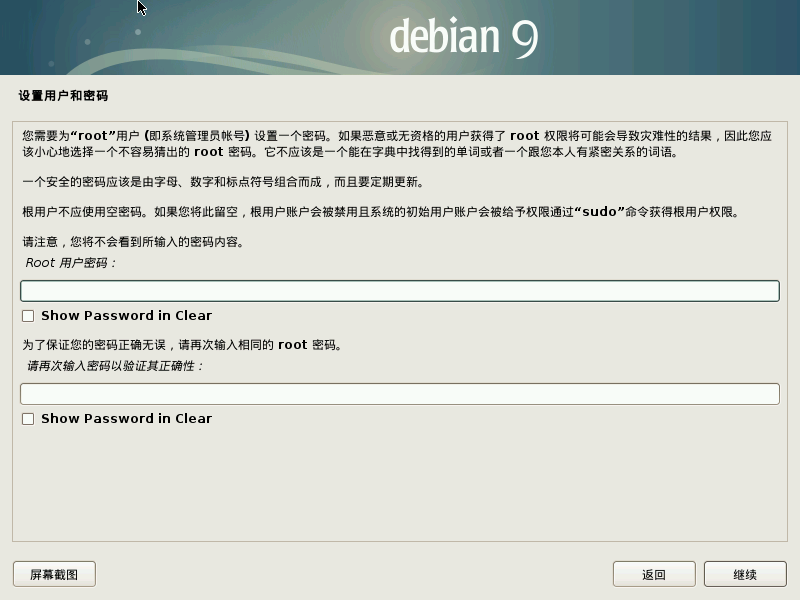 debian 9
设置用户和密码
您需要为“root”用户 (即系统管理员帐号) 设置一个密码。如果恶意或无资格的用户获得了 root 权限将可能会导致灾难性的结果，因此您应
该小心地选择一个不容易猜出的 root 密码。它不应该是一个能在字典中找得到的单词或者一个跟您本人有紧密关系的词语。
一个安全的密码应该是由字母、数字和标点符号组合而成，而且要定期更新。
根用户不应使用空密码。如果您将此留空，根用户账户会被禁用且系统的初始用户账户会被给予权限通过“sudo”命令获得根用户权限。
请注意，您将不会看到所输入的密码内容。
Root 用户密码：
Show Password in Clear
为了保证您的密码正确无误，请再次输入相同的 root 密码。
请再次输入密码以验证其正确性：
Show Password in Clear
屏幕截图
返回
继续